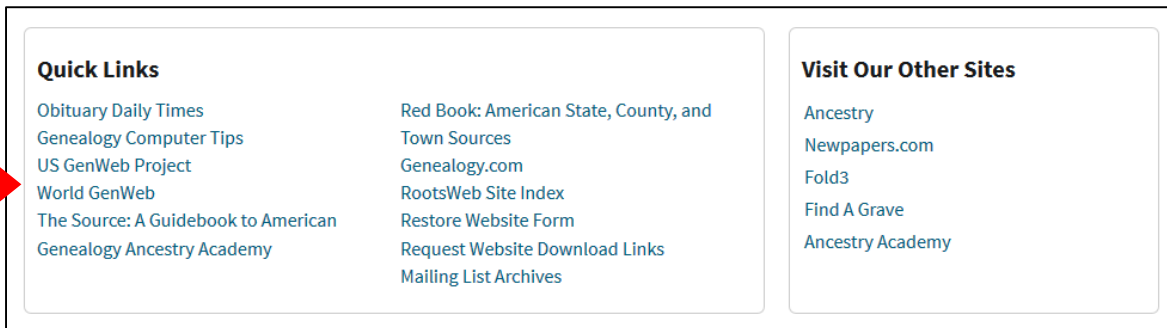 Quick Links
Obituary Daily Times
Genealogy Computer Tips
US GenWeb Project
World GenWeb
The Source: A Guidebook to American
Genealogy Ancestry Academy
Red Book: American State, County, and
Town Sources
Genealogy.com
RootsWeb Site Index
Restore Website Form
Request Website Download Links
Mailing List Archives
Visit Our Other Sites
Ancestry
Newpapers.com
Fold3
Find A Grave
Ancestry Academy